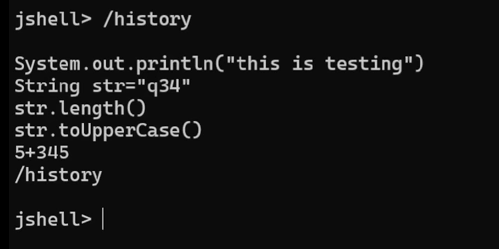 jshell> /history
System.out.println("this is testing")
String str="q34"
str.length()
str.toUpperCase()
5+345
/history
jshell>